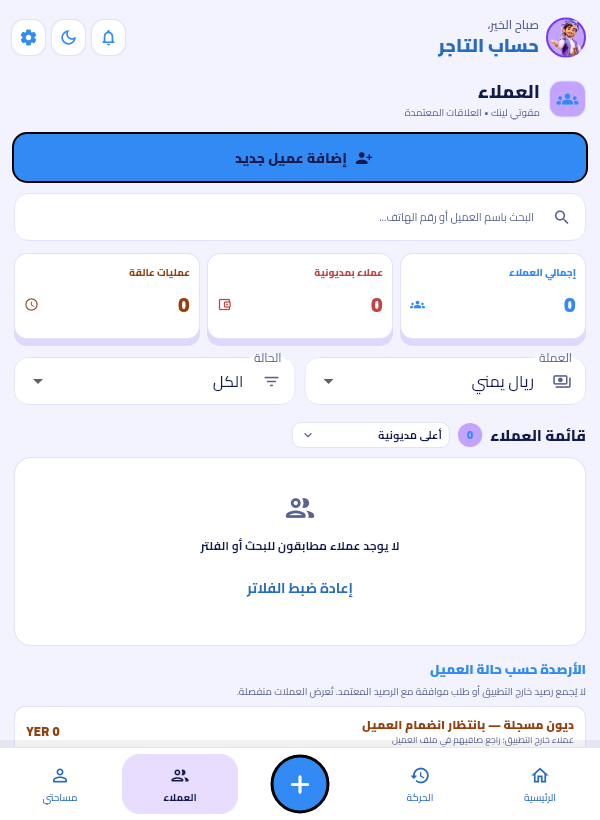 صباح الخير،
حساب التاجر
العملاء
مقوتي لينك • العلاقات المعتمدة
إضافة عميل جديد
البحث باسم العميل أو رقم الهاتف...
إجمالي العملاء
0
عملاء بمديونية
0
عمليات عالقة
0
العملة
ريال يمني
الحالة
الكل
قائمة العملاء
0
أعلى مديونية
لا يوجد عملاء مطابقون للبحث أو الفلتر
إعادة ضبط الفلاتر
الأرصدة حسب حالة العميل
لا يُجمع رصيد خارج التطبيق أو طلب موافقة مع الرصيد المعتمد. تُعرض العملات منفصلة.
ديون مسجلة — بانتظار انضمام العميل
YER 0
عملاء خارج التطبيق؛ راجع صافيهم في ملف العميل
الرئيسية
الحركة
العملاء
مساحتي